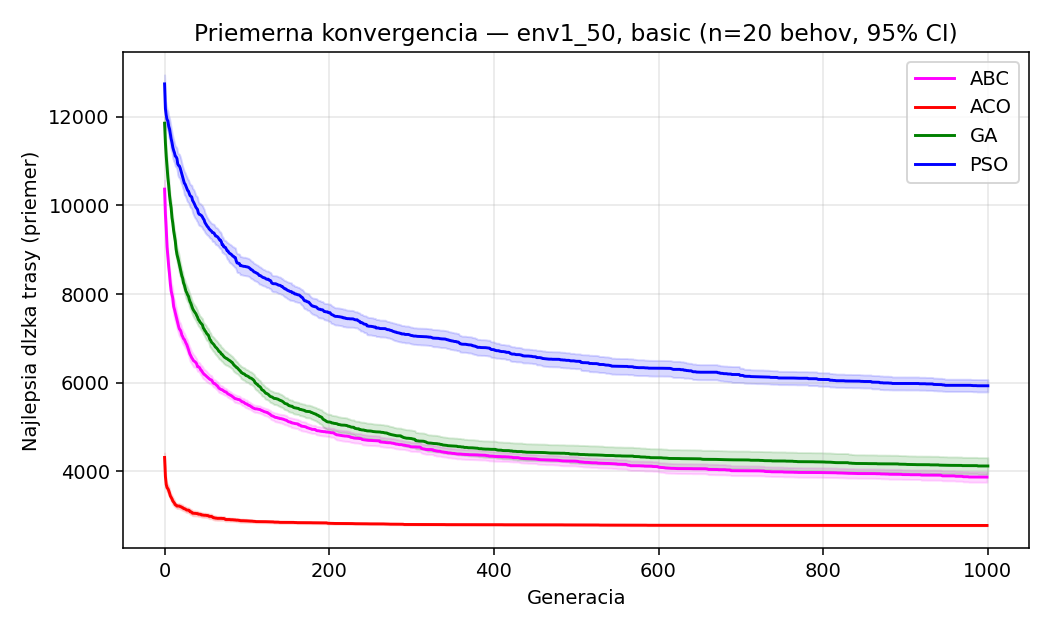 Priemerna konvergencia — env1_50, basic (n=20 behov, 95% CI)
ABC
ACO
GA
PSO
Najlepsia dlzka trasy (priemer)
12000
10000
8000
6000
4000
0 200 400 600 800 1000
Generacia